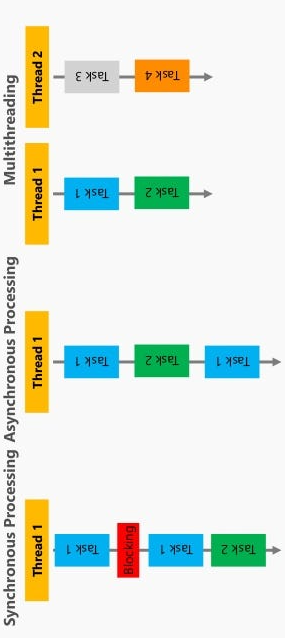 Synchronous Processing
Thread 1
Task 1
Blocking
Task 1
Task 2
Asynchronous Processing
Thread 1
Task 1
Task 2
Task 1
Multithreading
Thread 1
Task 1
Task 2
Thread 2
Task 3
Task 4